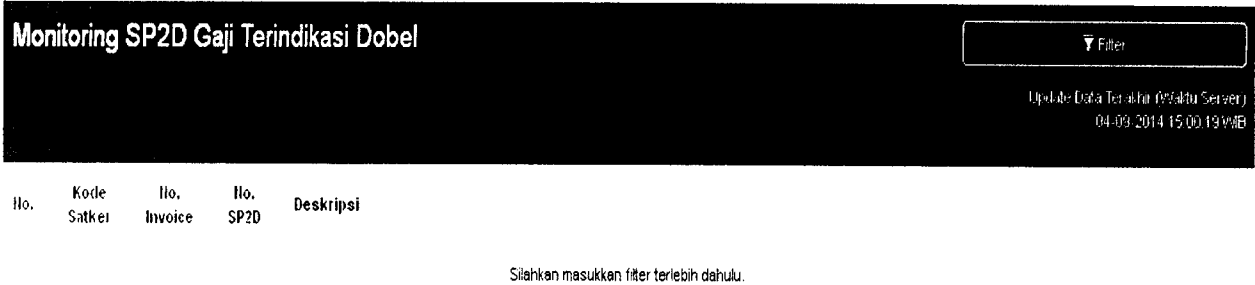 Monitoring SP2D Gaji Terindikasi Dobel
Filter
Update Data Terakhir (Waktu Server)
04-09-2014 15:00:19 WIB
No. Kode Satker No. Invoice No. SP2D Deskripsi
Silahkan masukkan filter terlebih dahulu.